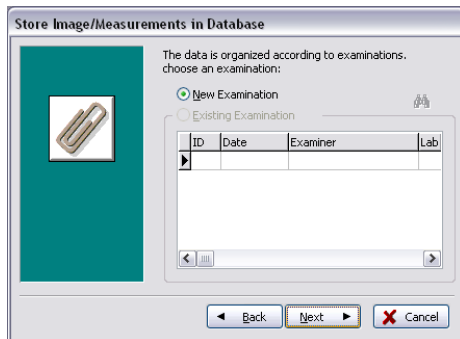 Store Image/Measurements in Database
The data is organized according to examinations.
choose an examination:
New Examination
Existing Examination
ID Date Examiner Lab
Back Next Cancel